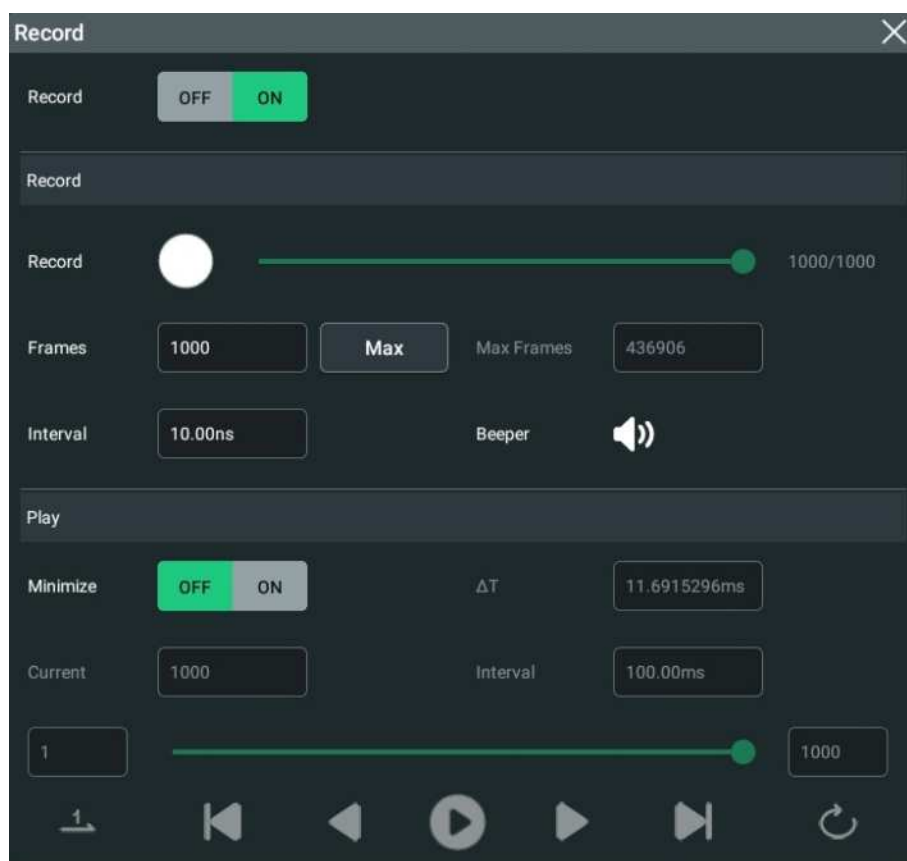 Record
Record OFF ON
Record
Record 1000/1000
Frames 1000 Max Max Frames 436906
Interval 10.00ns Beeper
Play
Minimize OFF ON ΔT 11.6915296ms
Current 1000 Interval 100.00ms
1 1000
1